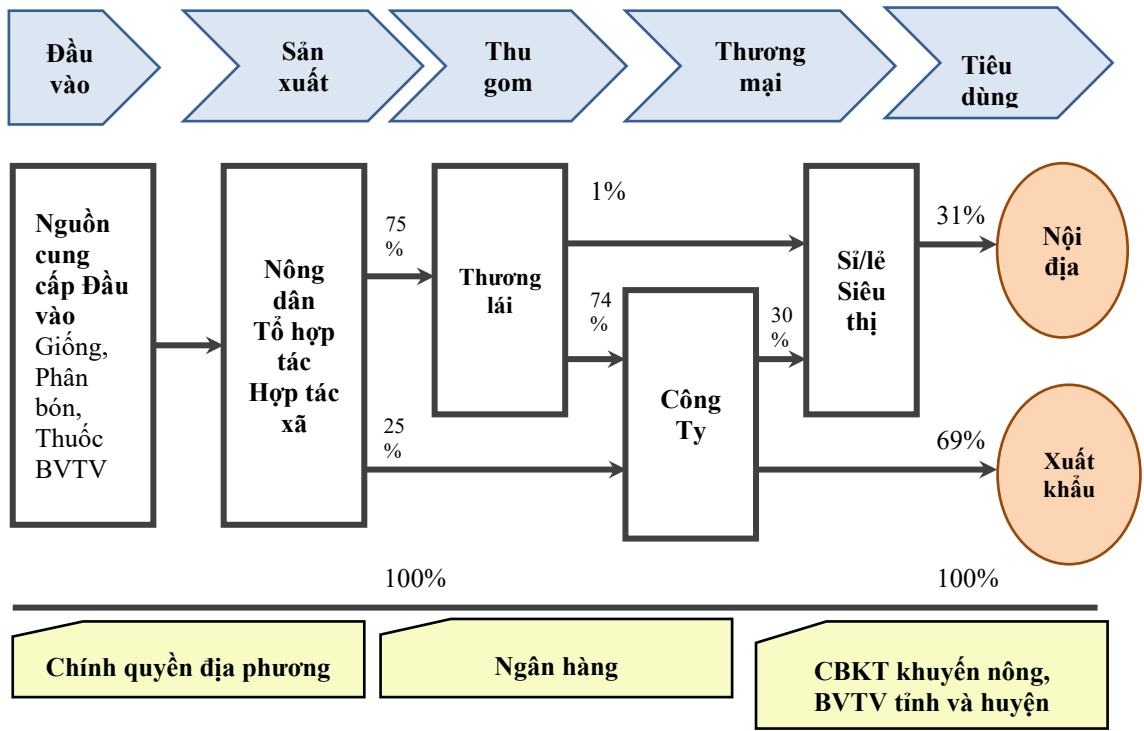 Đầu
vào
Sản
xuất
Thu
gom
Thương
mại
Tiêu
dùng
Nguồn
cung
cấp Đầu
vào
Giống,
Phân
bón,
Thuốc
BVTV
Nông
dân
Tổ hợp
tác
Hợp tác
xã
75
%
25
%
Thương
lái
1%
74
%
Công
Ty
30
%
Sỉ/lẻ
Siêu
thị
31%
69%
Nội
địa
Xuất
khẩu
100%
100%
Chính quyền địa phương
Ngân hàng
CBKT khuyến nông,
BVTV tỉnh và huyện